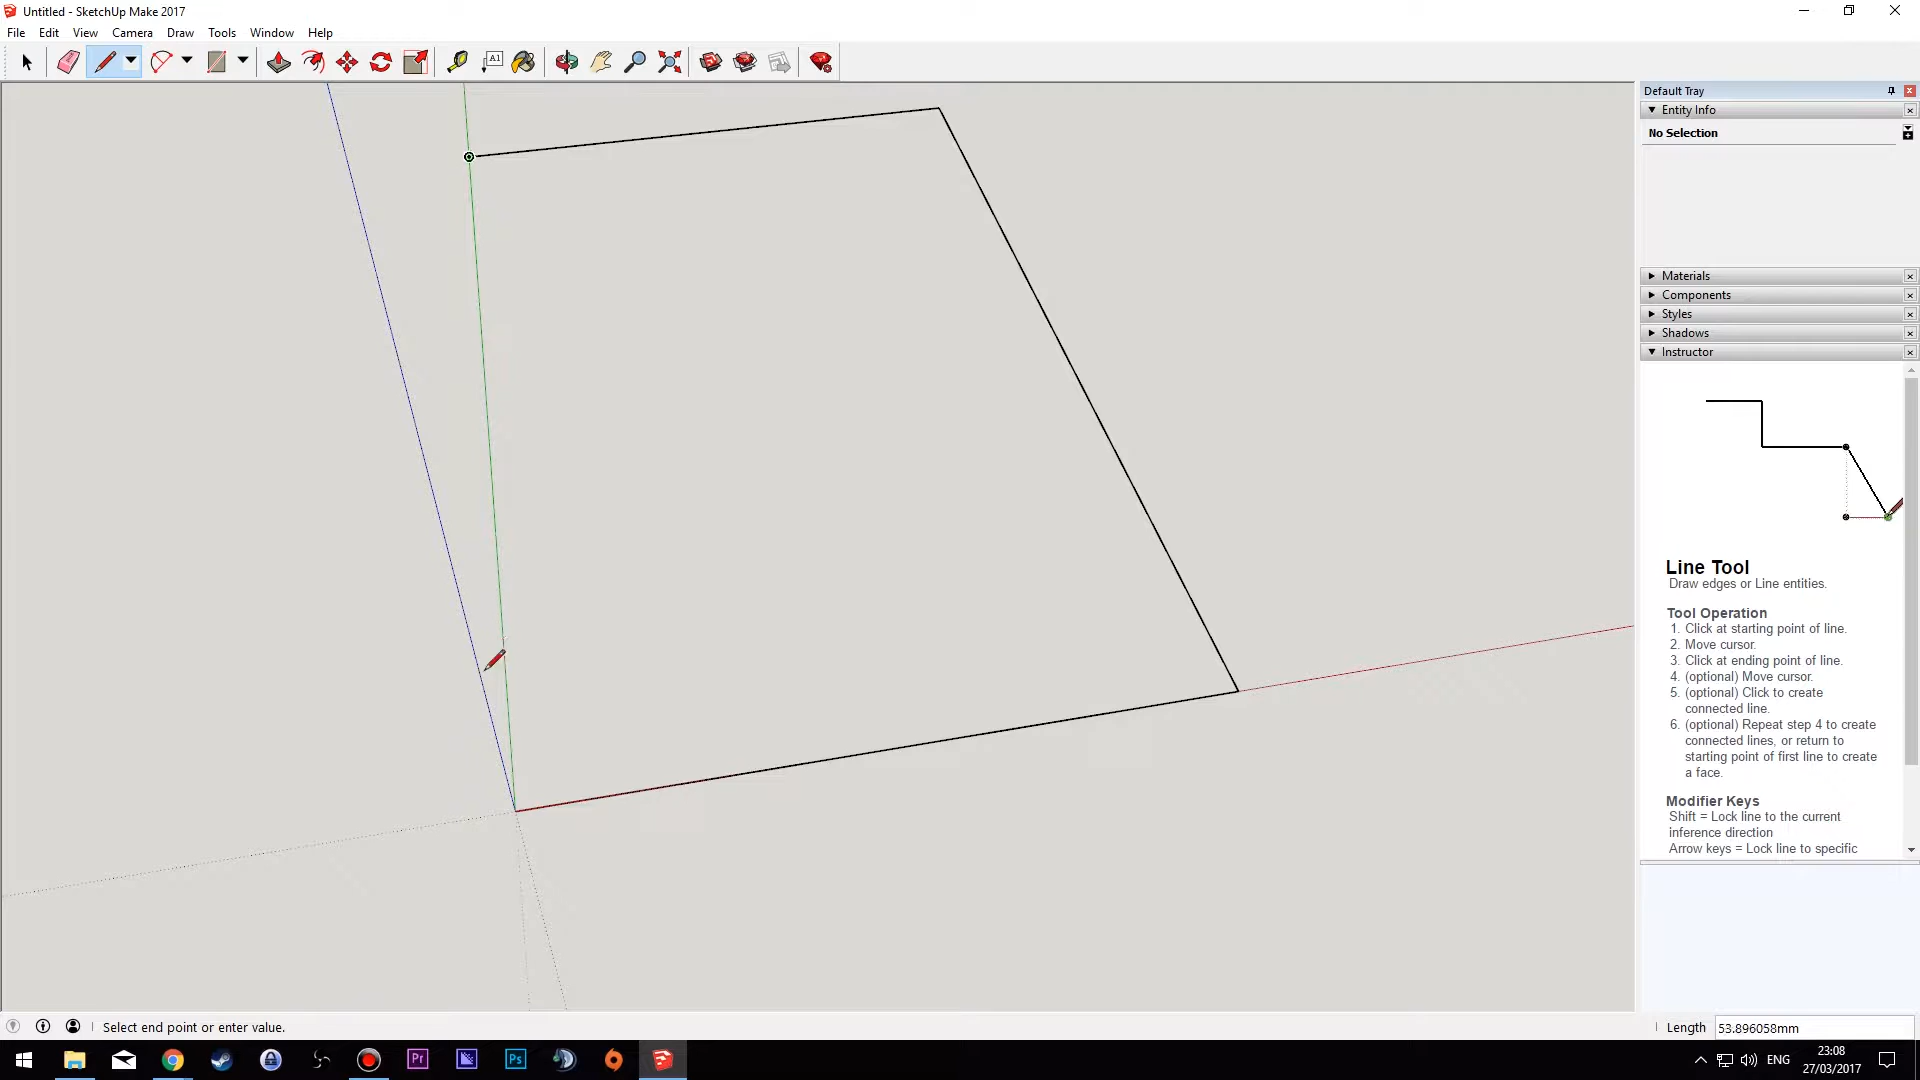 Untitled - SketchUp Make 2017
File Edit View Camera Draw Tools Window Help
A1
Default Tray
Entity Info
No Selection
Materials
Components
Styles
Shadows
Instructor
Line Tool
Draw edges or Line entities.
Tool Operation
1. Click at starting point of line.
2. Move cursor.
3. Click at ending point of line.
4. (optional) Move cursor.
5. (optional) Click to create
connected line.
6. (optional) Repeat step 4 to create
connected lines, or return to
starting point of first line to create
a face.
Modifier Keys
Shift = Lock line to the current
inference direction
Arrow keys = Lock line to specific
Select end point or enter value.
Length 53.896058mm
Pr
Ps
ENG
23:08
27/03/2017